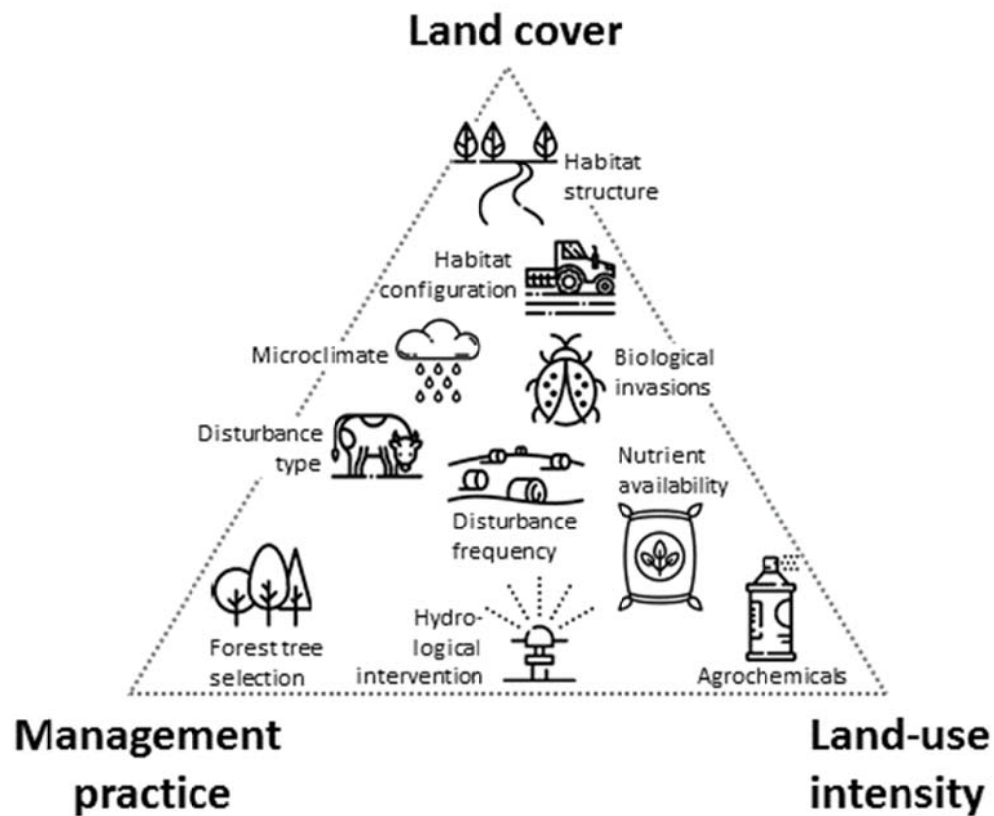 Land cover
Habitat
structure
Habitat
configuration
Microclimate
Biological
invasions
Disturbance
type
Nutrient
availability
Disturbance
frequency
Forest tree
selection
Hydro-
logical
intervention
Agrochemicals
Management
practice
Land-use
intensity